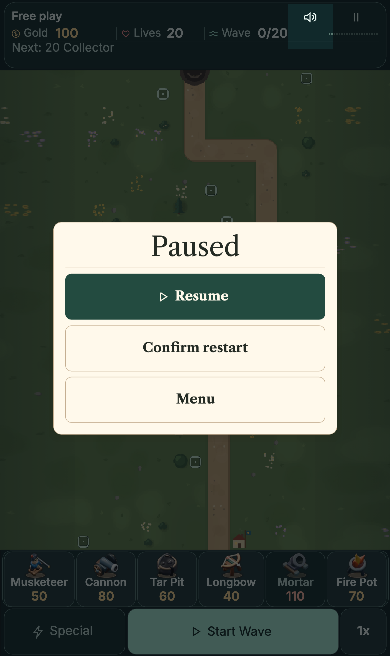 Free play
Gold 100 Lives 20 Wave 0/20
Next: 20 Collector
Paused
Resume
Confirm restart
Menu
Musketeer Cannon Tar Pit Longbow Mortar Fire Pot
50 80 60 40 110 70
Special Start Wave 1x